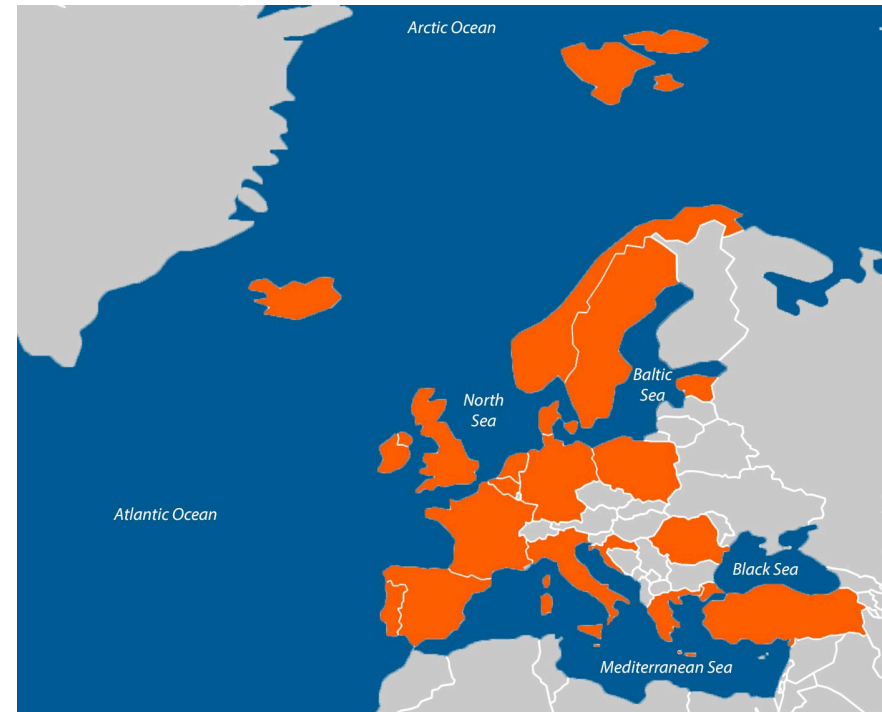 Arctic Ocean
Baltic
Sea
North
Sea
Atlantic Ocean
Black Sea
Mediterranean Sea